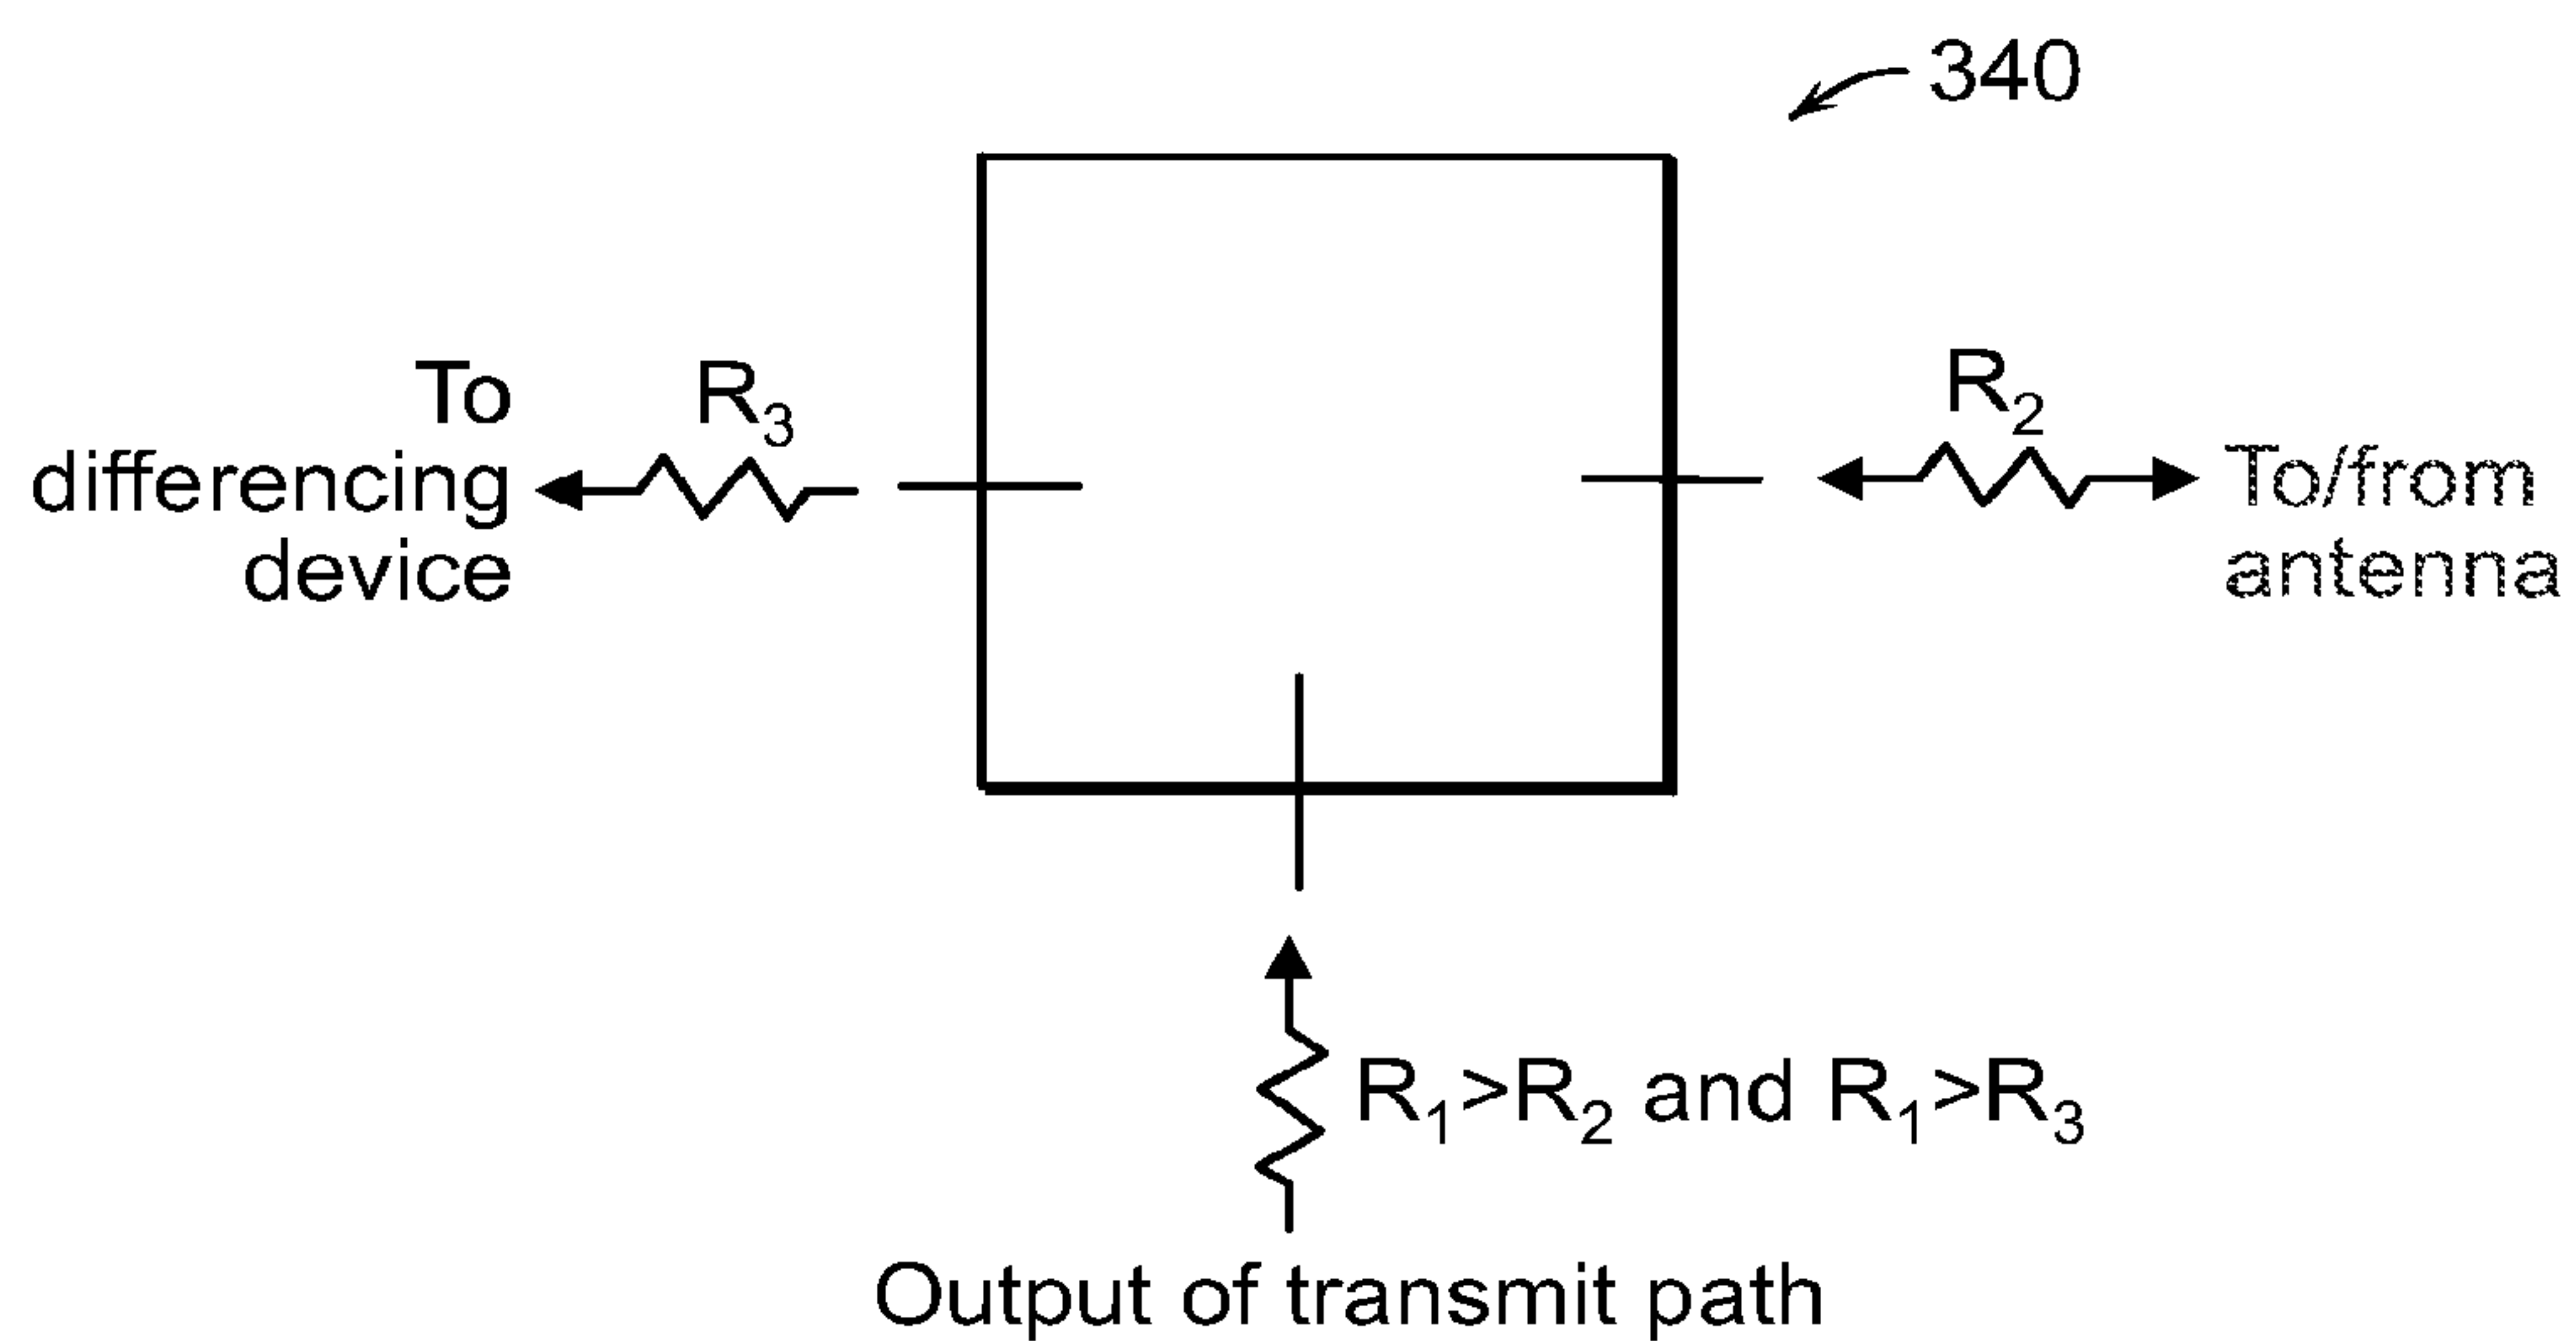 340
To
differencing
device
R₃
R₂
To/from
antenna
R₁>R₂ and R₁>R₃
Output of transmit path